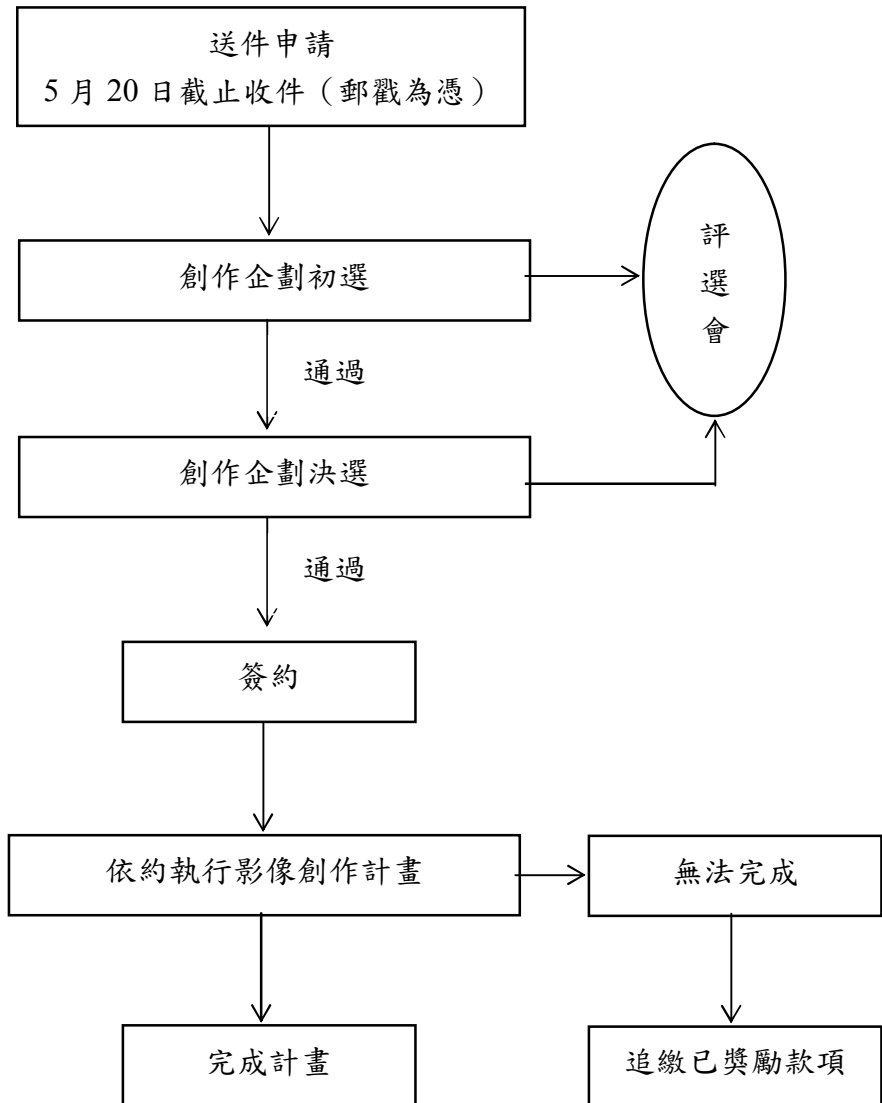 送件申請
5 月 20 日截止收件（郵戳為憑）
創作企劃初選
評選會
通過
創作企劃決選
通過
簽約
依約執行影像創作計畫
無法完成
完成計畫
追繳已獎勵款項